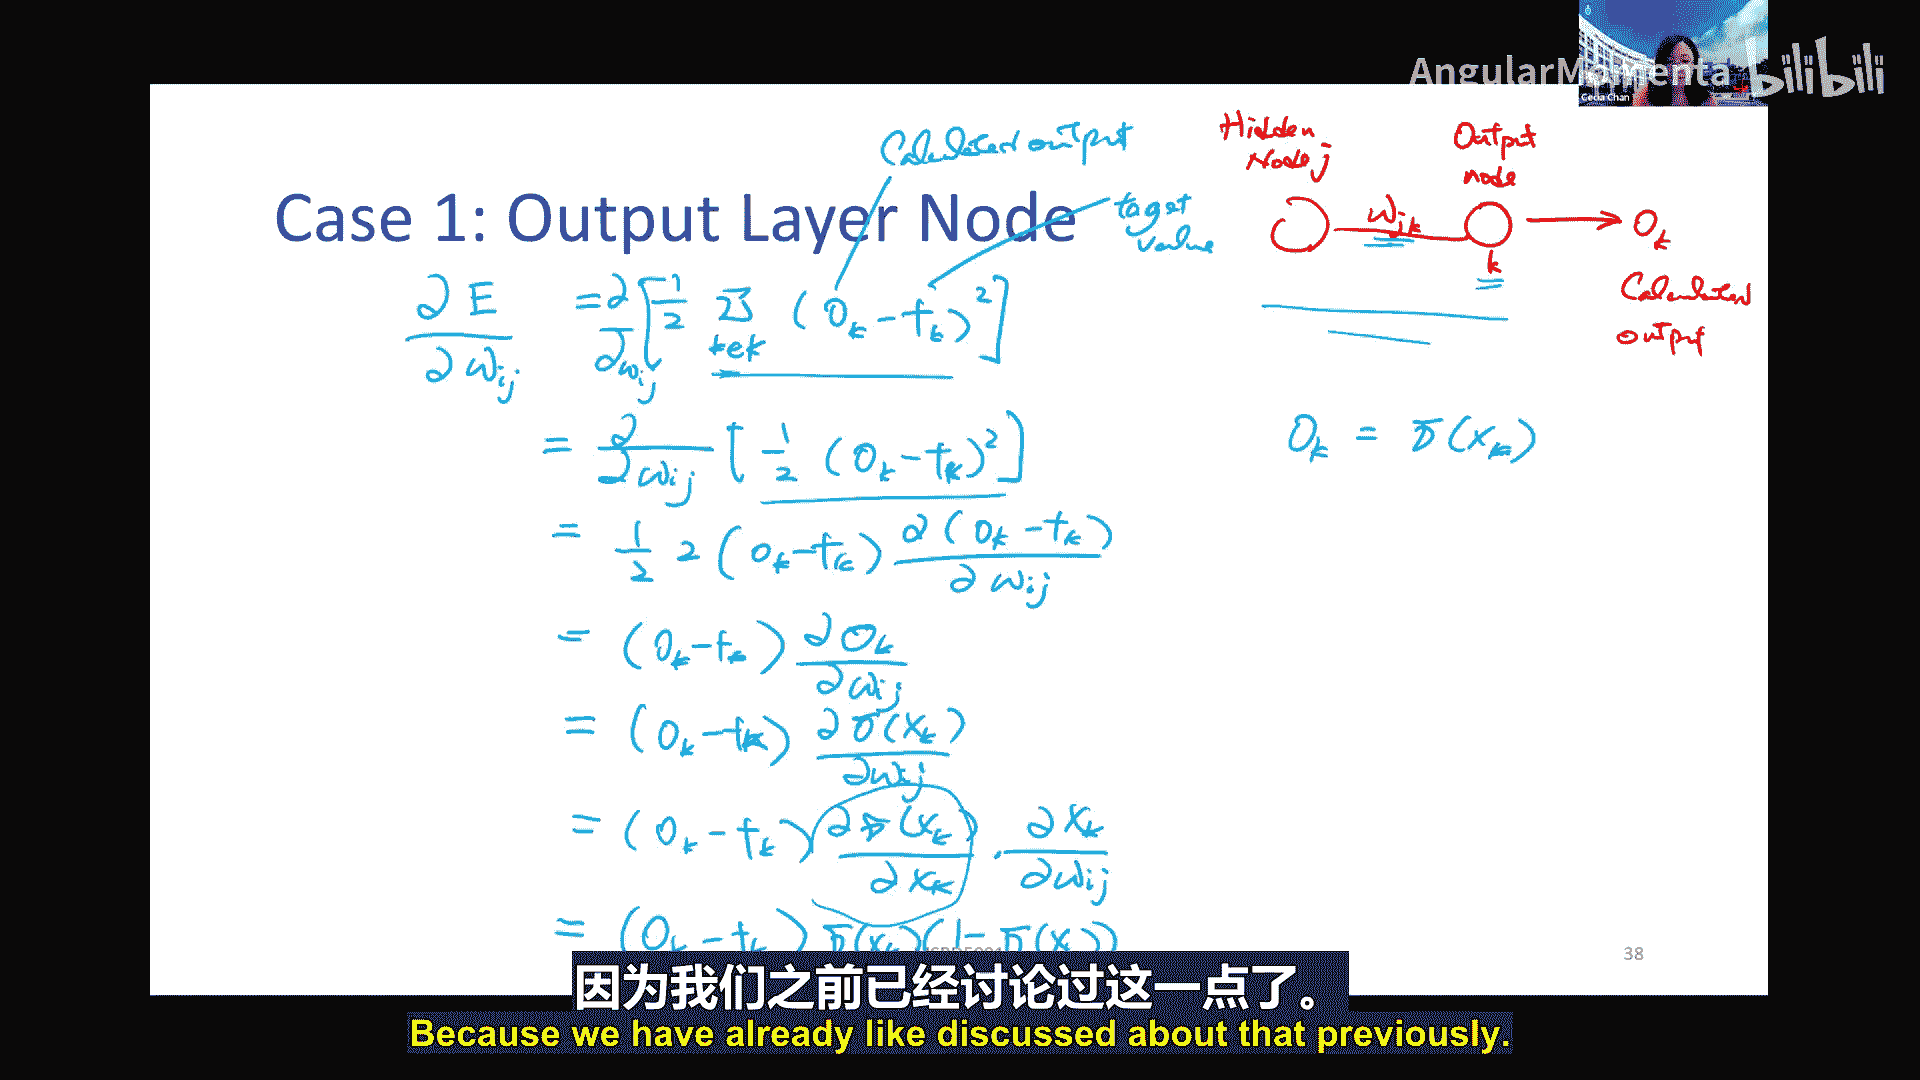 AngularMomenta bilibili
Cecia Chan
Case 1: Output Layer Node
Calculated output
taget value
∂E/∂w_ij = ∂/∂w_ij [1/2 Σ_{k∈K} (O_k - t_k)²]
= ∂/∂w_ij [1/2 (O_k - t_k)²]
= 1/2 2 (O_k - t_k) ∂(O_k - t_k)/∂w_ij
= (O_k - t_k) ∂O_k/∂w_ij
= (O_k - t_k) ∂σ(x_k)/∂w_ij
= (O_k - t_k) ∂σ(x_k)/∂x_k · ∂x_k/∂w_ij
= (O_k - t_k) σ(x_k)(1 - σ(x_k))
Hidden Node j
Output node
w_jk
k
O_k
Calculated output
O_k = σ(x_k)
38
因为我们之前已经讨论过这一点了。
Because we have already like discussed about that previously.